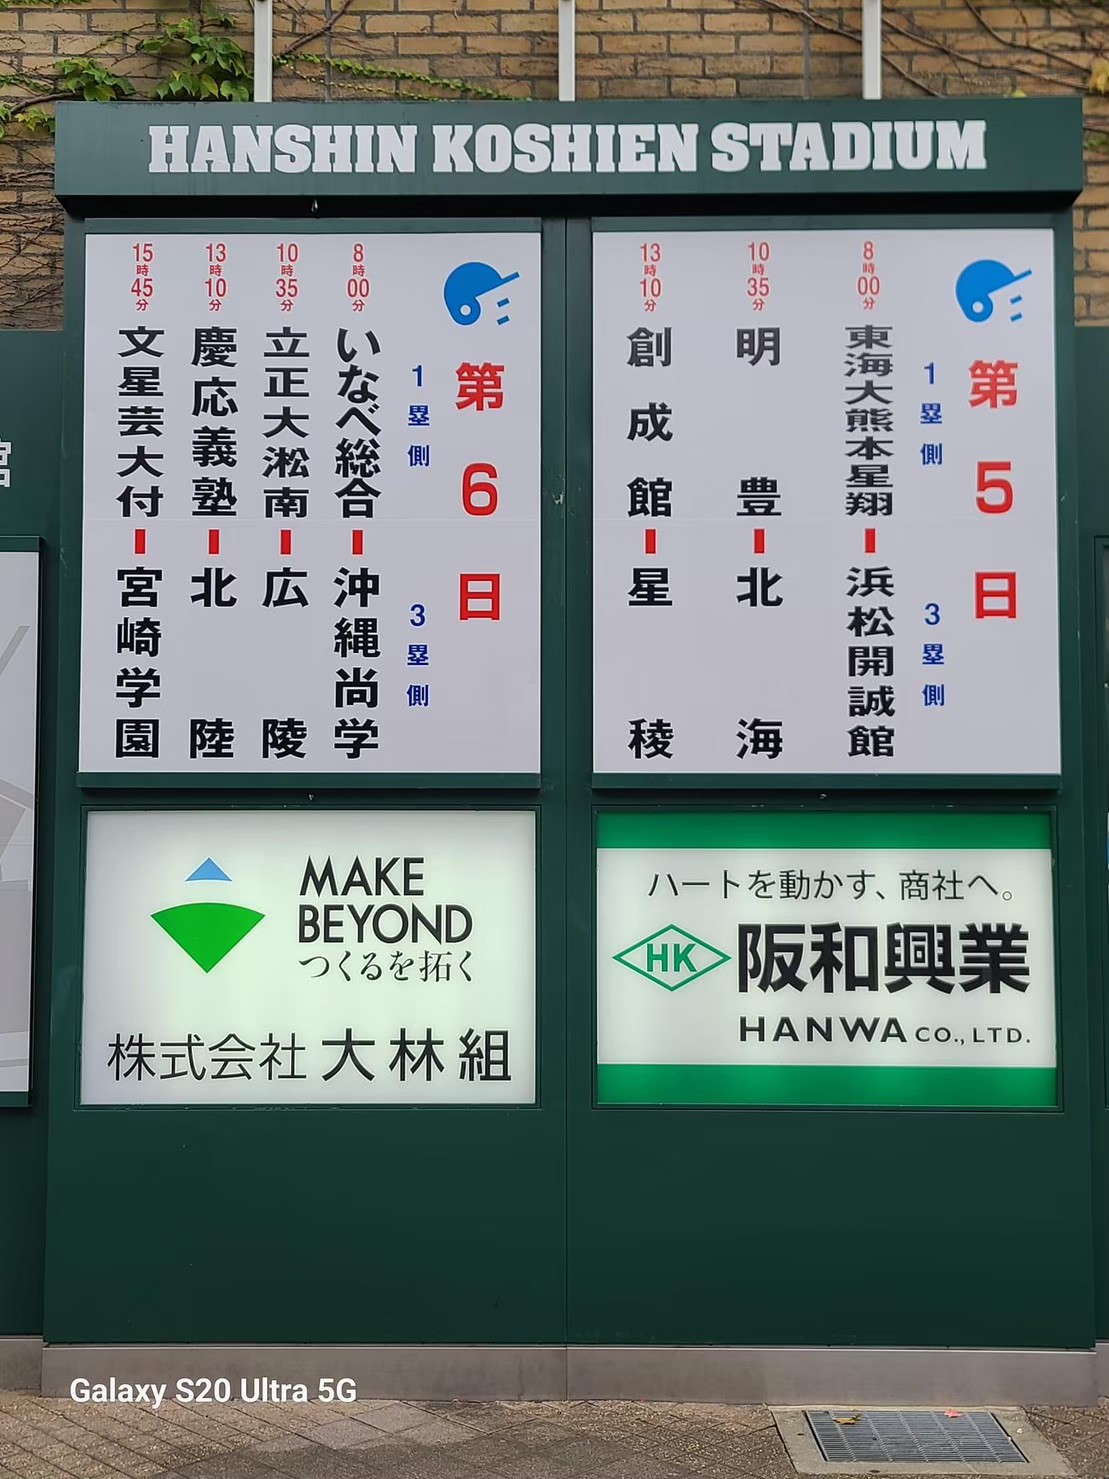 HANSHIN KOSHIEN STADIUM
第5日
1塁側
3塁側
8時00分
東海大熊本星翔 ー 浜松開誠館
10時35分
明豊 ー 北海
13時10分
創成館 ー 星稜
第6日
1塁側
3塁側
8時00分
いなべ総合 ー 沖縄尚学
10時35分
立正大淞南 ー 広陵
13時10分
慶応義塾 ー 北陸
15時45分
文星芸大付 ー 宮崎学園
MAKE
BEYOND
つくるを拓く
株式会社 大林組
ハートを動かす、商社へ。
HK 阪和興業
HANWA CO., LTD.
Galaxy S20 Ultra 5G